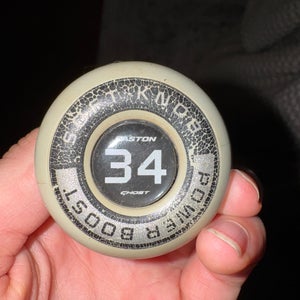 SOFT KNOB
EASTON
34
GHOST
POWER BOOST